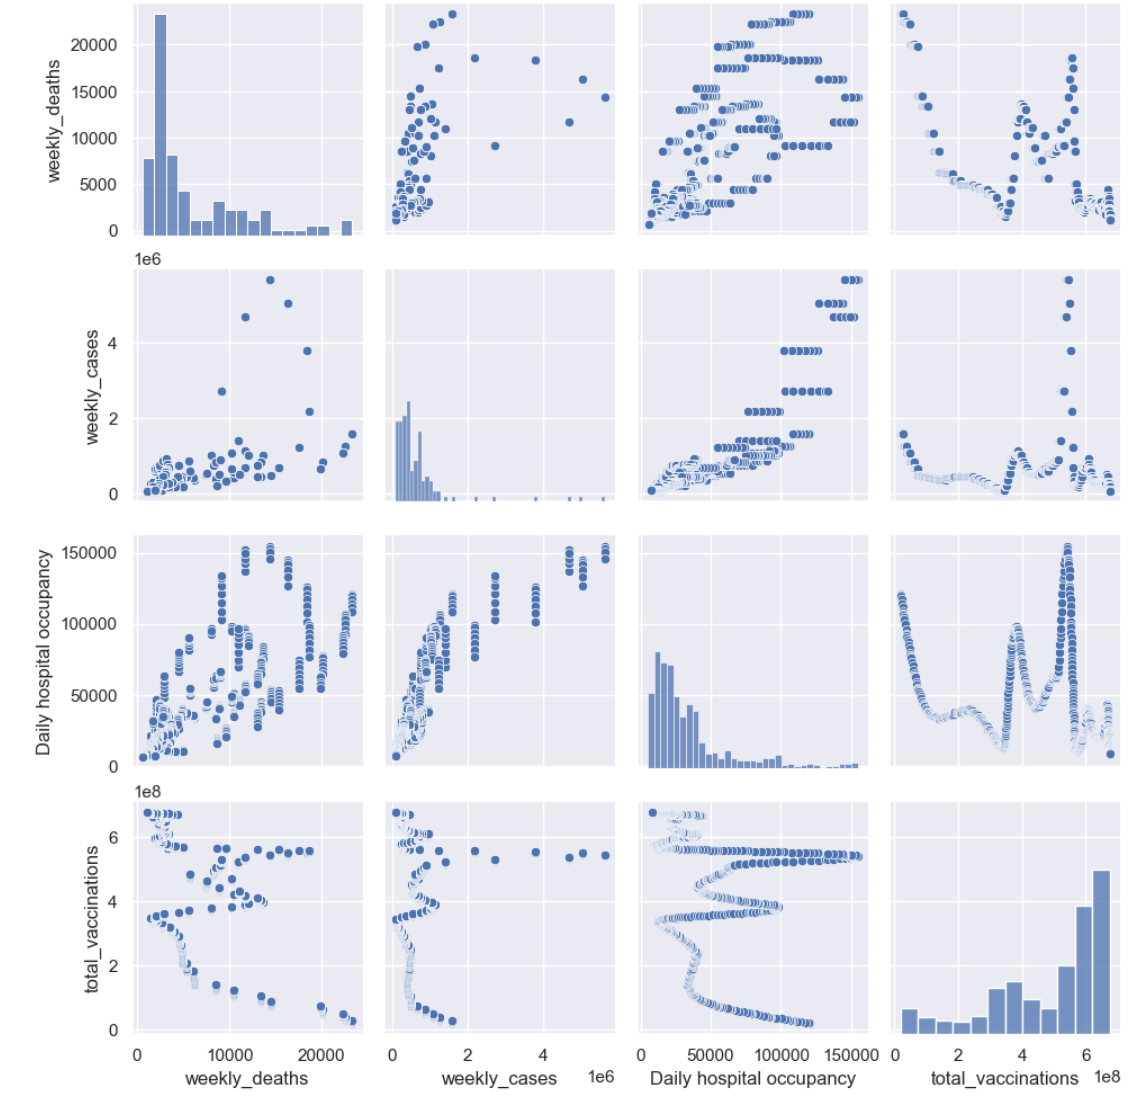 weekly_deaths
20000
15000
10000
5000
0
1e6
weekly_cases
4
2
0
Daily hospital occupancy
150000
100000
50000
0
1e8
total_vaccinations
6
4
2
0
0 10000 20000 0 2 4 0 50000 100000 150000 0 2 4 6
weekly_deaths weekly_cases 1e6 Daily hospital occupancy total_vaccinations 1e8